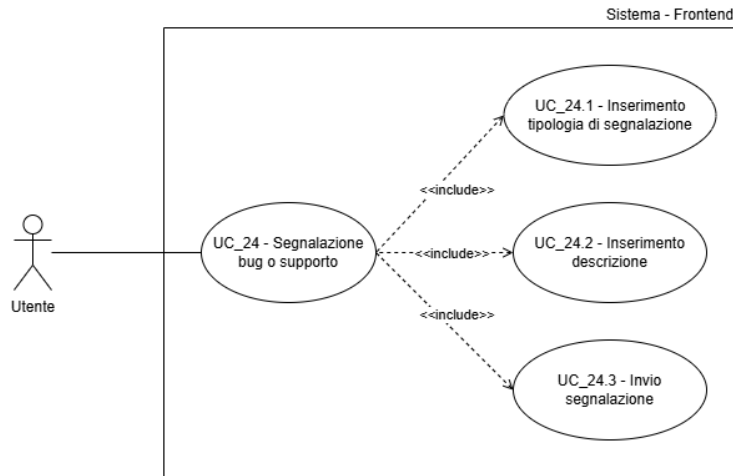 Sistema - Frontend
UC_24.1 - Inserimento
tipologia di segnalazione
<<include>>
UC_24 - Segnalazione
bug o supporto
<<include>>
UC_24.2 - Inserimento
descrizione
Utente
<<include>>
UC_24.3 - Invio
segnalazione